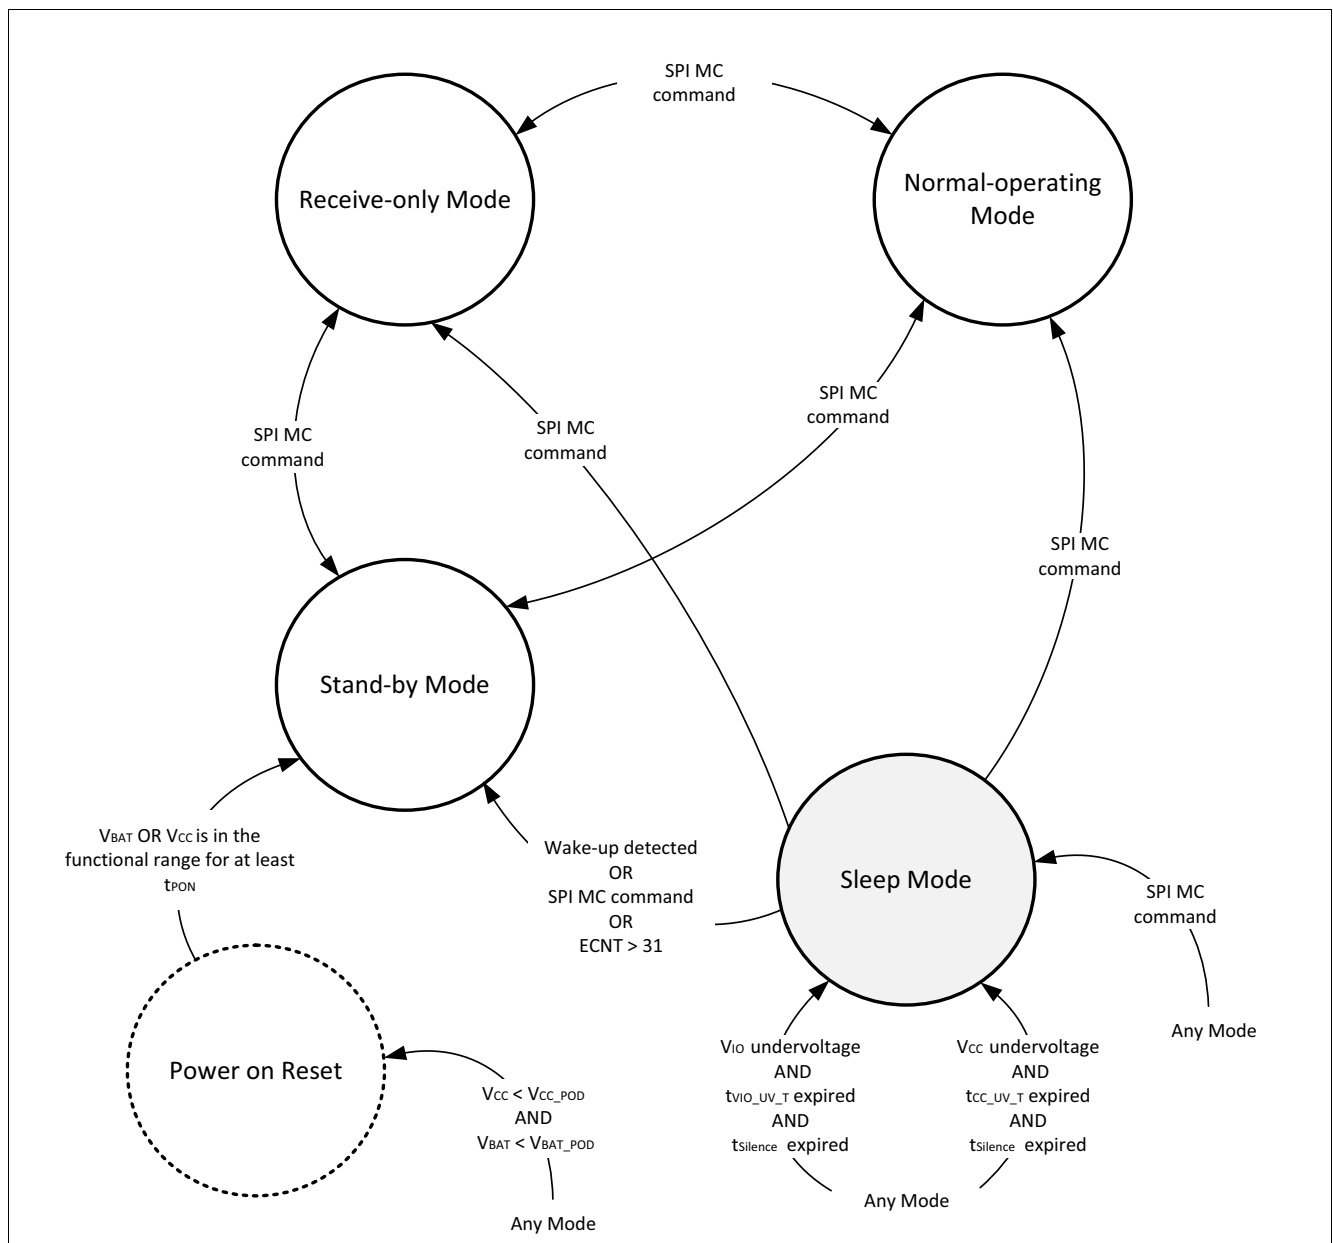 SPI MC
command
Receive-only Mode
Normal-operating
Mode
SPI MC
command
SPI MC
command
SPI MC
command
SPI MC
command
Stand-by Mode
VBAT OR VCC is in the
functional range for at least
tPON
Wake-up detected
OR
SPI MC command
OR
ECNT > 31
Sleep Mode
SPI MC
command
Any Mode
Power on Reset
VCC < VCC_POD
AND
VBAT < VBAT_POD
Any Mode
VIO undervoltage
AND
tVIO_UV_T expired
AND
tSilence expired
VCC undervoltage
AND
tCC_UV_T expired
AND
tSilence expired
Any Mode